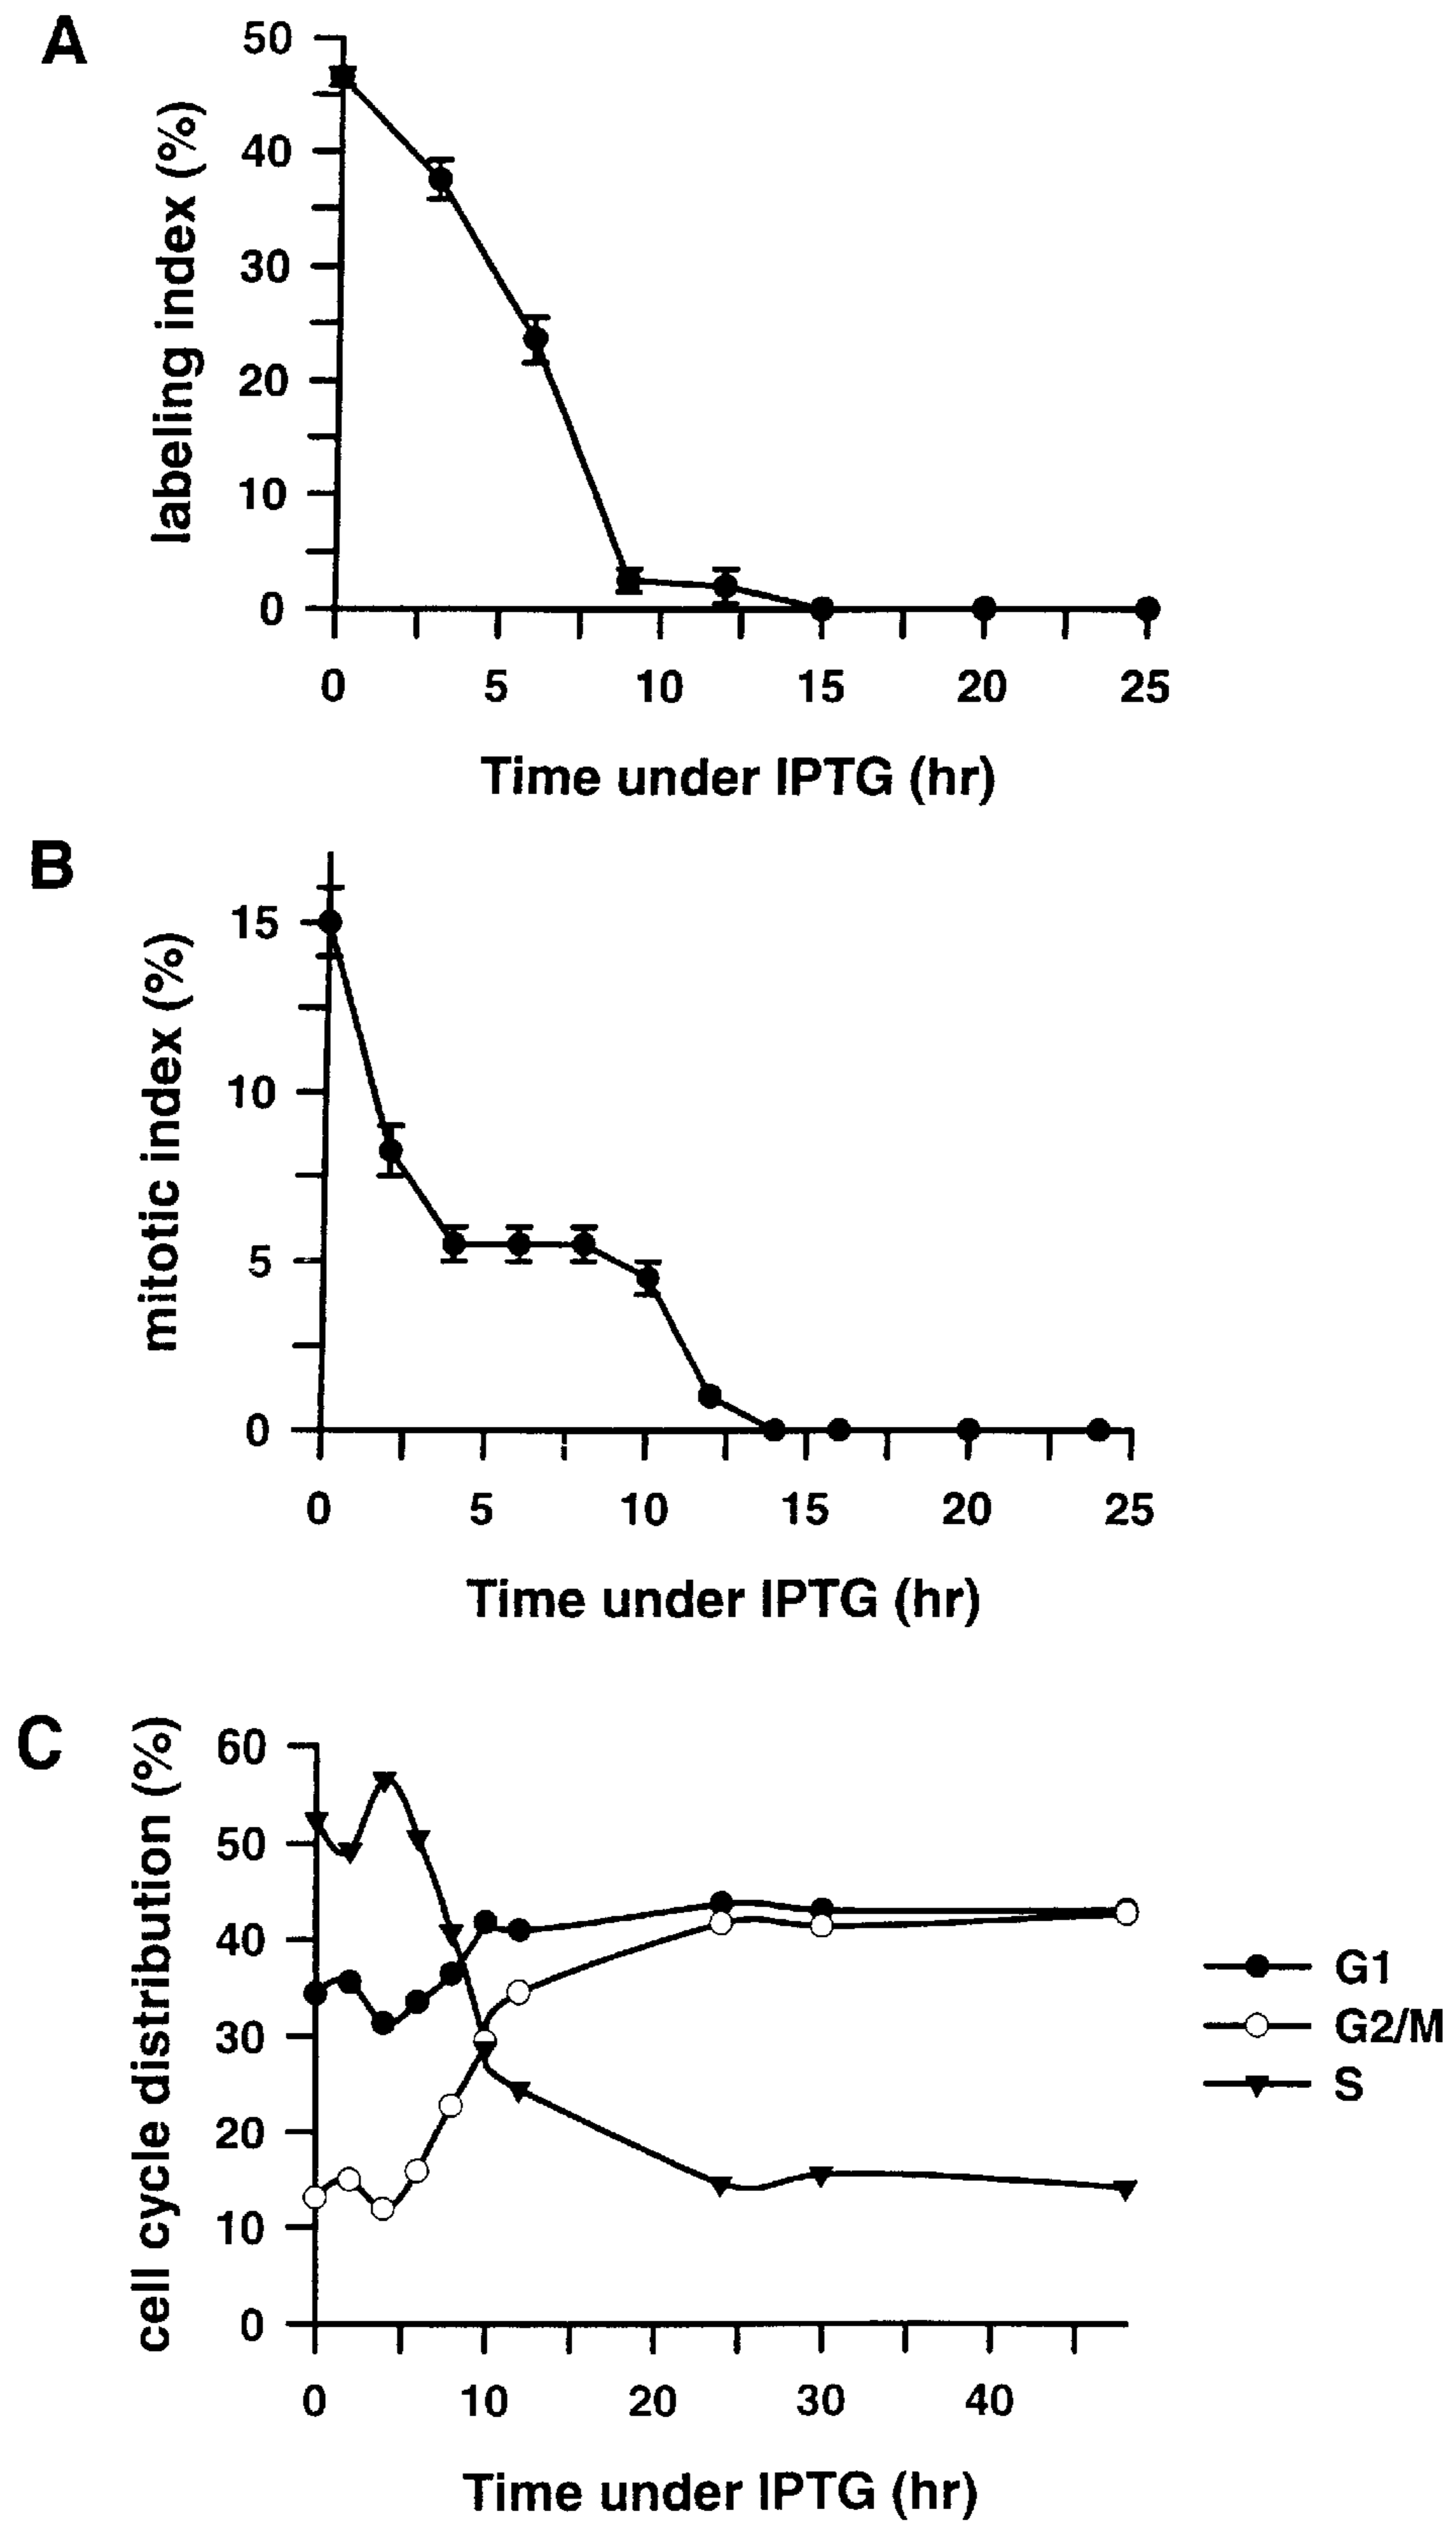 A
labeling index (%)
50
40
30
20
10
0
0 5 10 15 20 25
Time under IPTG (hr)
B
mitotic index (%)
15
10
5
0
0 5 10 15 20 25
Time under IPTG (hr)
C
cell cycle distribution (%)
60
50
40
30
20
10
0
0 10 20 30 40
Time under IPTG (hr)
G1
G2/M
S